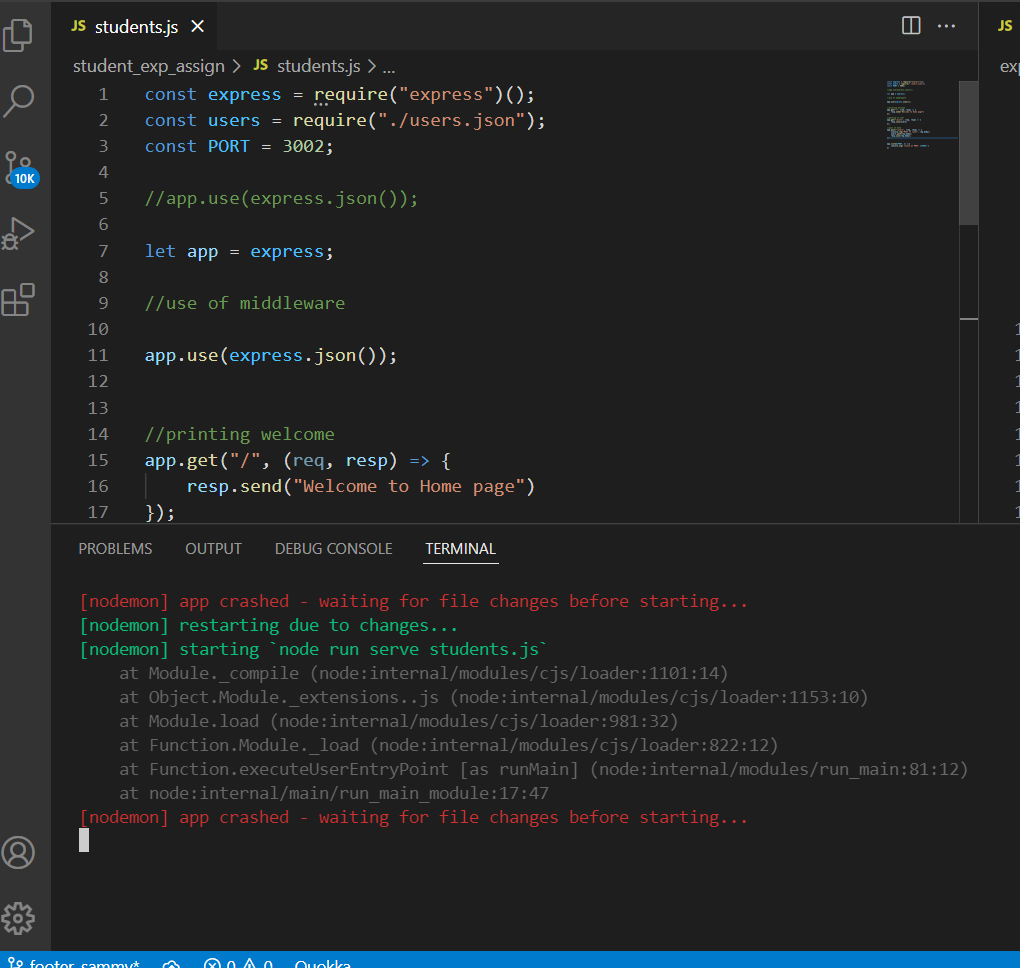 JS students.js
JS
student_exp_assign > JS students.js > ...
1 const express = require("express")();
2 const users = require("./users.json");
3 const PORT = 3002;
4
5 //app.use(express.json());
6
7 let app = express;
8
9 //use of middleware
10
11 app.use(express.json());
12
13
14 //printing welcome
15 app.get("/", (req, resp) => {
16 resp.send("Welcome to Home page")
17 });
10K
PROBLEMS OUTPUT DEBUG CONSOLE TERMINAL
[nodemon] app crashed - waiting for file changes before starting...
[nodemon] restarting due to changes...
[nodemon] starting `node run serve students.js`
at Module._compile (node:internal/modules/cjs/loader:1101:14)
at Object.Module._extensions..js (node:internal/modules/cjs/loader:1153:10)
at Module.load (node:internal/modules/cjs/loader:981:32)
at Function.Module._load (node:internal/modules/cjs/loader:822:12)
at Function.executeUserEntryPoint [as runMain] (node:internal/modules/run_main:81:12)
at node:internal/main/run_main_module:17:47
[nodemon] app crashed - waiting for file changes before starting...
footer_sammy* 0 0 Quokka